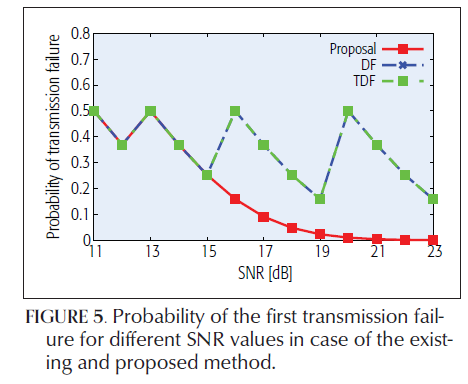 0.8
0.7
0.6
0.5
0.4
0.3
0.2
0.1
0
Probability of transmission failure
Proposal
DF
TDF
11 13 15 17 19 21 23
SNR [dB]
FIGURE 5. Probability of the first transmission fail-
ure for different SNR values in case of the exist-
ing and proposed method.